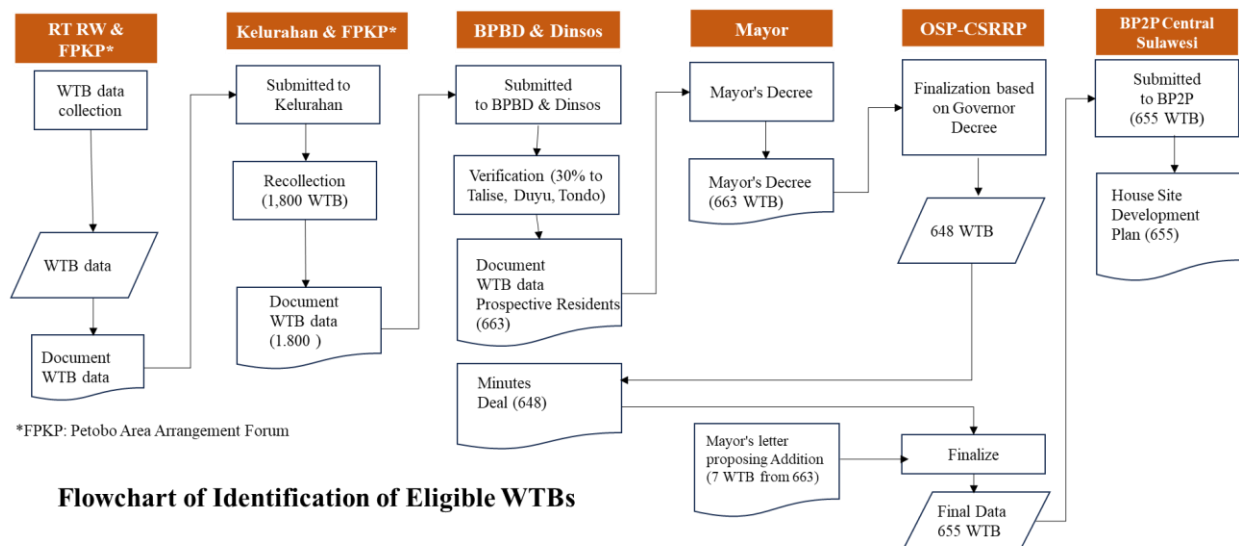 RT RW &
FPKP*
WTB data
collection
WTB data
Document
WTB data
Kelurahan & FPKP*
Submitted to
Kelurahan
Recollection
(1,800 WTB)
Document
WTB data
(1.800 )
BPBD & Dinsos
Submitted
to BPBD & Dinsos
Verification (30% to
Talise, Duyu, Tondo)
Document
WTB data
Prospective Residents
(663)
Minutes
Deal (648)
Mayor
Mayor's Decree
Mayor's Decree
(663 WTB)
Mayor's letter
proposing Addition
(7 WTB from 663)
OSP-CSRRP
Finalization based
on Governor
Decree
648 WTB
Finalize
Final Data
655 WTB
BP2P Central
Sulawesi
Submitted
to BP2P
(655 WTB)
House Site
Development
Plan (655)
*FPKP: Petobo Area Arrangement Forum
Flowchart of Identification of Eligible WTBs